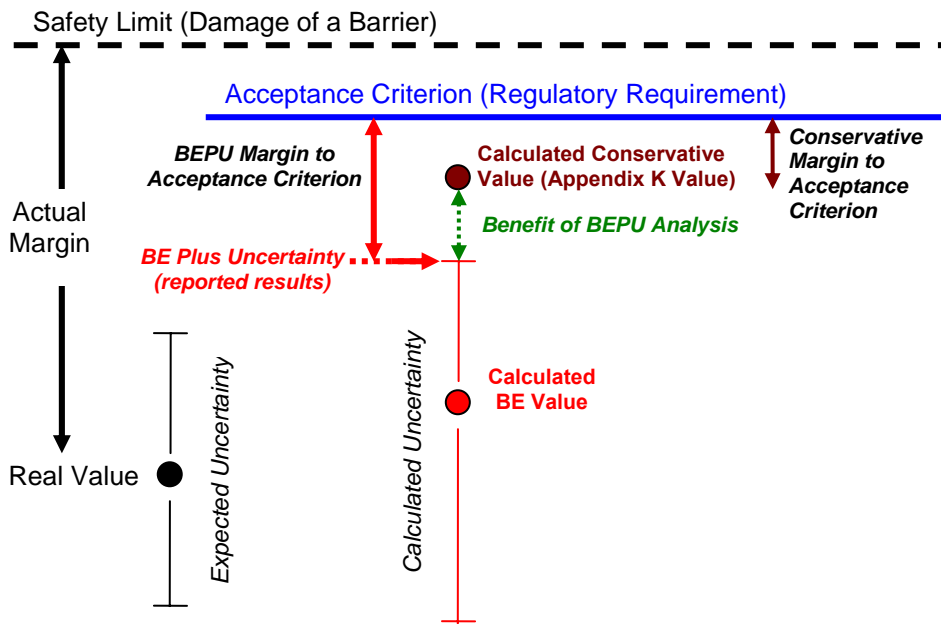 Safety Limit (Damage of a Barrier)
Acceptance Criterion (Regulatory Requirement)
BEPU Margin to
Acceptance Criterion
Calculated Conservative
Value (Appendix K Value)
Conservative
Margin to
Acceptance
Criterion
Actual
Margin
Benefit of BEPU Analysis
BE Plus Uncertainty
(reported results)
Expected Uncertainty
Calculated Uncertainty
Calculated
BE Value
Real Value